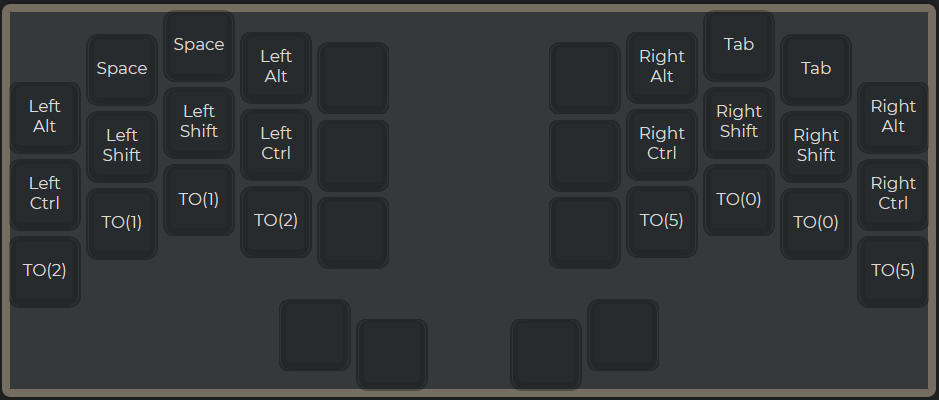 Space
Tab
Space
Left
Alt
Right
Alt
Tab
Left
Alt
Left
Shift
Right
Shift
Right
Alt
Left
Shift
Left
Ctrl
Right
Ctrl
Right
Shift
Left
Ctrl
TO(1)
TO(0)
Right
Ctrl
TO(1)
TO(2)
TO(5)
TO(0)
TO(2)
TO(5)